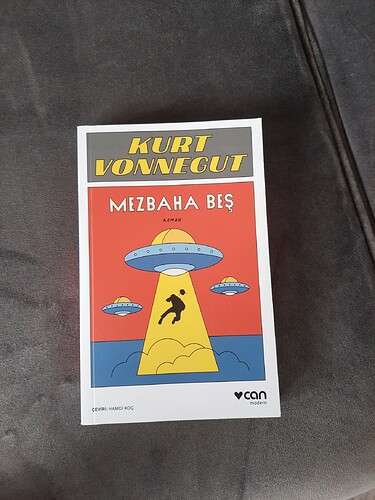 KURT
VONNEGUT
MEZBAHA BEŞ
ROMAN
ÇEVİRİ: HAMDİ KOÇ
can
modern